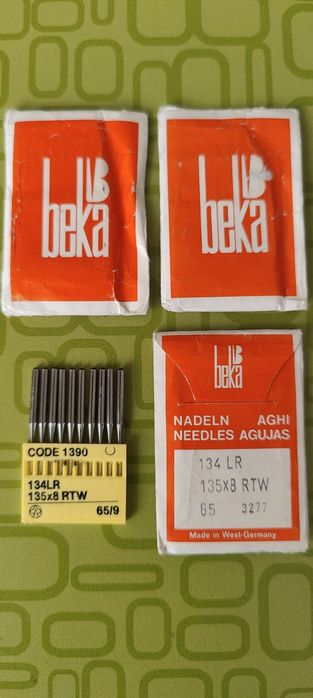 beka
beka
beka
NADELN AGHI
NEEDLES AGUJAS
134 LR
135x8 RTW
65 3277
Made in West-Germany
CODE 1390
134LR
135x8 RTW
65/9